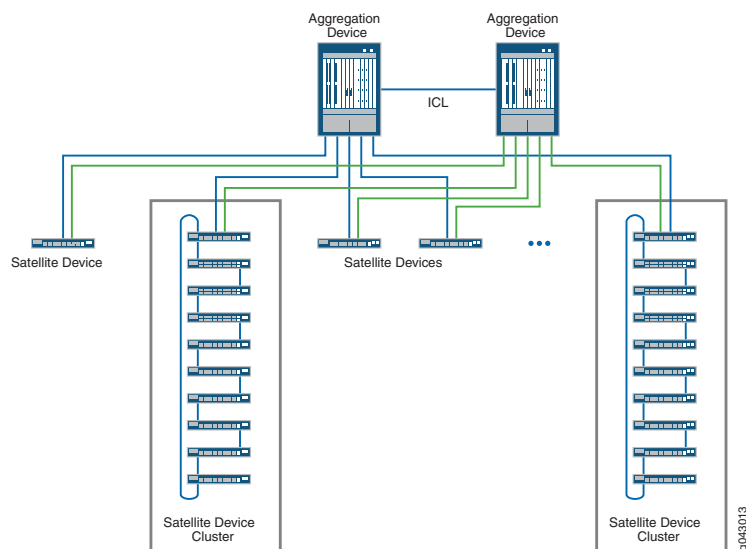 Aggregation
Device
Aggregation
Device
ICL
Satellite Device
Satellite Devices
Satellite Device
Cluster
Satellite Device
Cluster
g043013